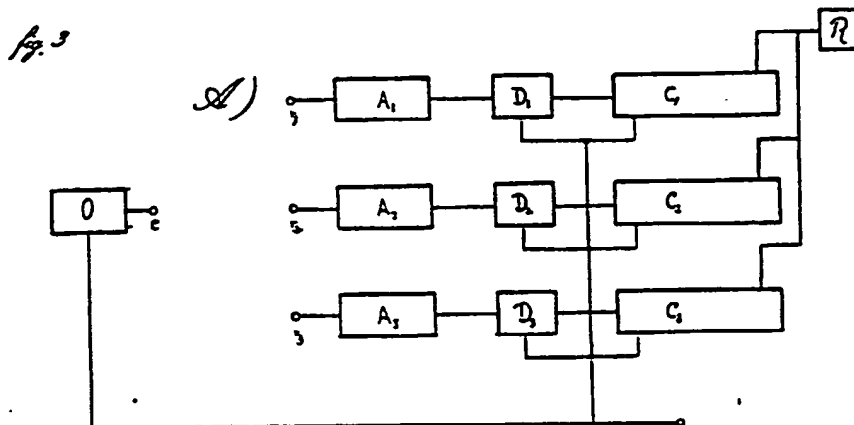 fig. 3
R
A)
A₁ D₁ C₁
O
A₂ D₂ C₂
A₃ D₃ C₃